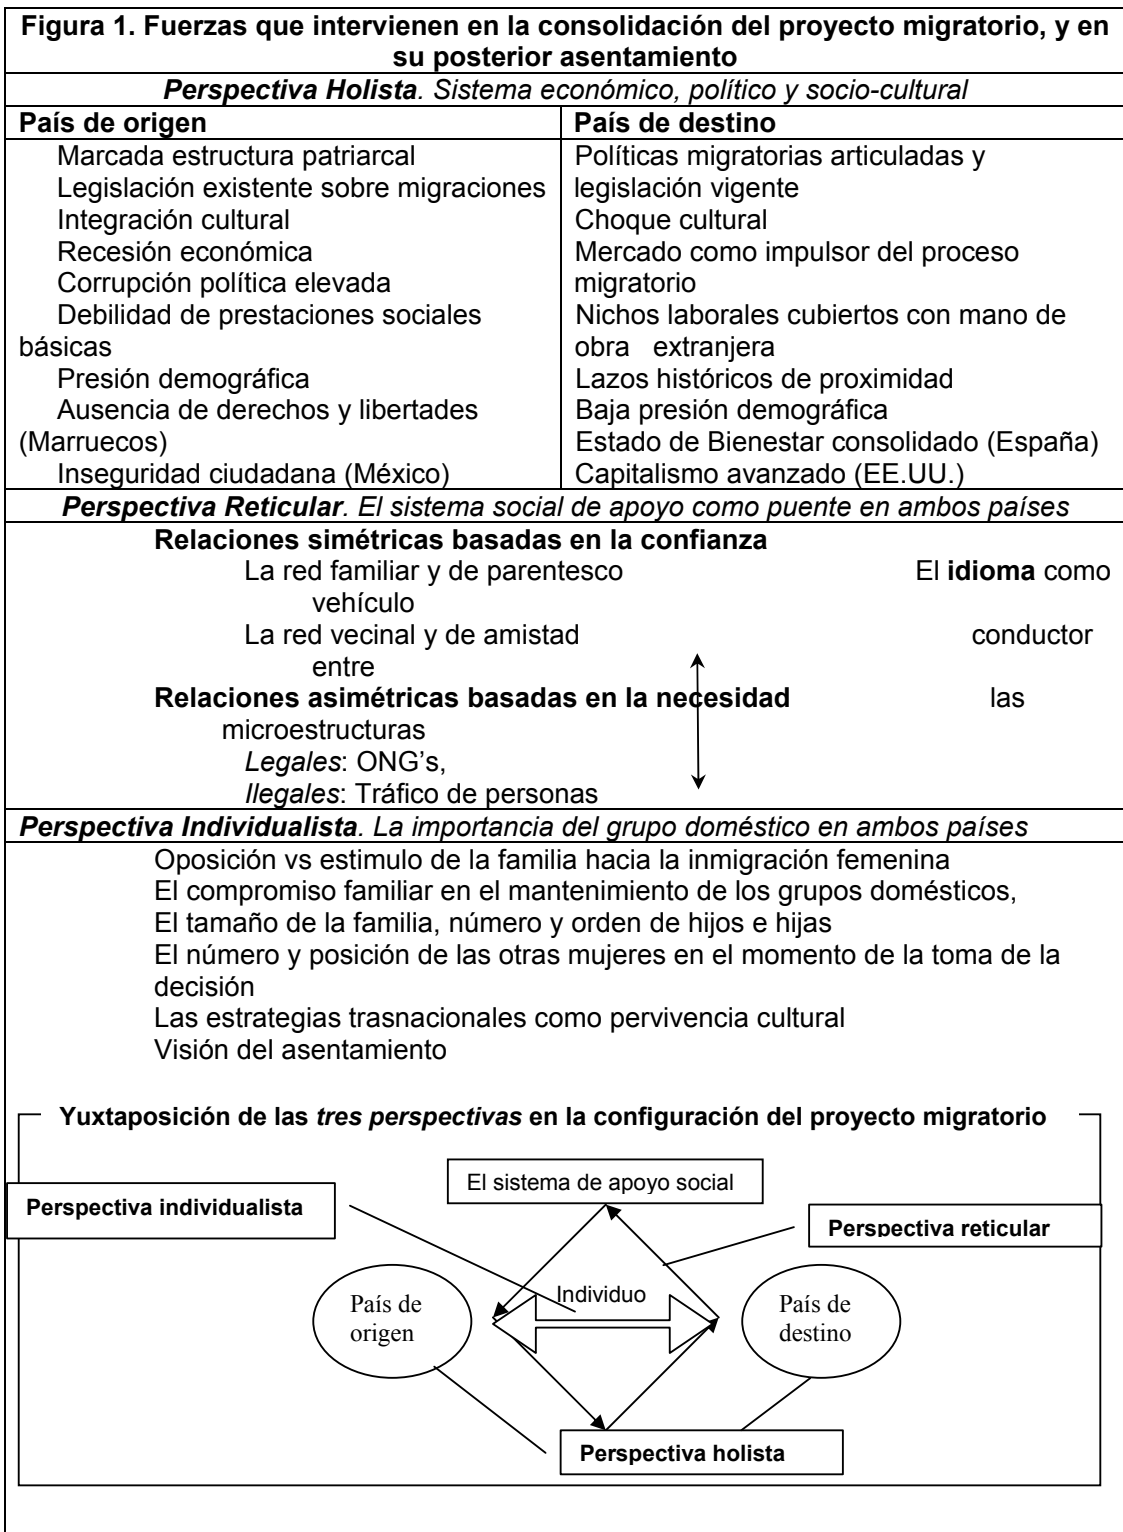 Figura 1. Fuerzas que intervienen en la consolidación del proyecto migratorio, y en
su posterior asentamiento
Perspectiva Holista. Sistema económico, político y socio-cultural
País de origen
Marcada estructura patriarcal
Legislación existente sobre migraciones
Integración cultural
Recesión económica
Corrupción política elevada
Debilidad de prestaciones sociales
básicas
Presión demográfica
Ausencia de derechos y libertades
(Marruecos)
Inseguridad ciudadana (México)
País de destino
Políticas migratorias articuladas y
legislación vigente
Choque cultural
Mercado como impulsor del proceso
migratorio
Nichos laborales cubiertos con mano de
obra extranjera
Lazos históricos de proximidad
Baja presión demográfica
Estado de Bienestar consolidado (España)
Capitalismo avanzado (EE.UU.)
Perspectiva Reticular. El sistema social de apoyo como puente en ambos países
Relaciones simétricas basadas en la confianza
La red familiar y de parentesco El idioma como
vehículo
La red vecinal y de amistad conductor
entre
Relaciones asimétricas basadas en la necesidad las
microestructuras
Legales: ONG’s,
Ilegales: Tráfico de personas
Perspectiva Individualista. La importancia del grupo doméstico en ambos países
Oposición vs estimulo de la familia hacia la inmigración femenina
El compromiso familiar en el mantenimiento de los grupos domésticos,
El tamaño de la familia, número y orden de hijos e hijas
El número y posición de las otras mujeres en el momento de la toma de la
decisión
Las estrategias trasnacionales como pervivencia cultural
Visión del asentamiento
Yuxtaposición de las tres perspectivas en la configuración del proyecto migratorio
El sistema de apoyo social
Perspectiva individualista
Perspectiva reticular
Individuo
País de
origen
País de
destino
Perspectiva holista